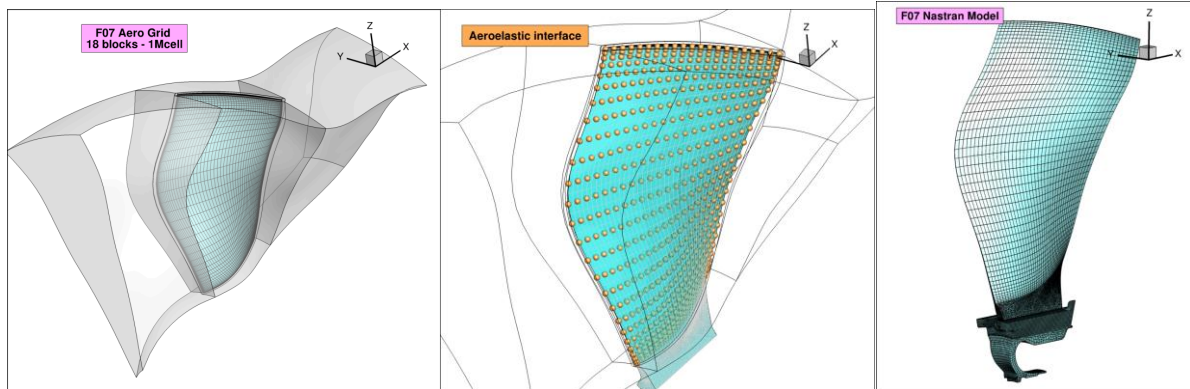 F07 Aero Grid
18 blocks - 1Mcell
Z
Y
X
Aeroelastic interface
Z
X
F07 Nastran Model
Z
Y
X